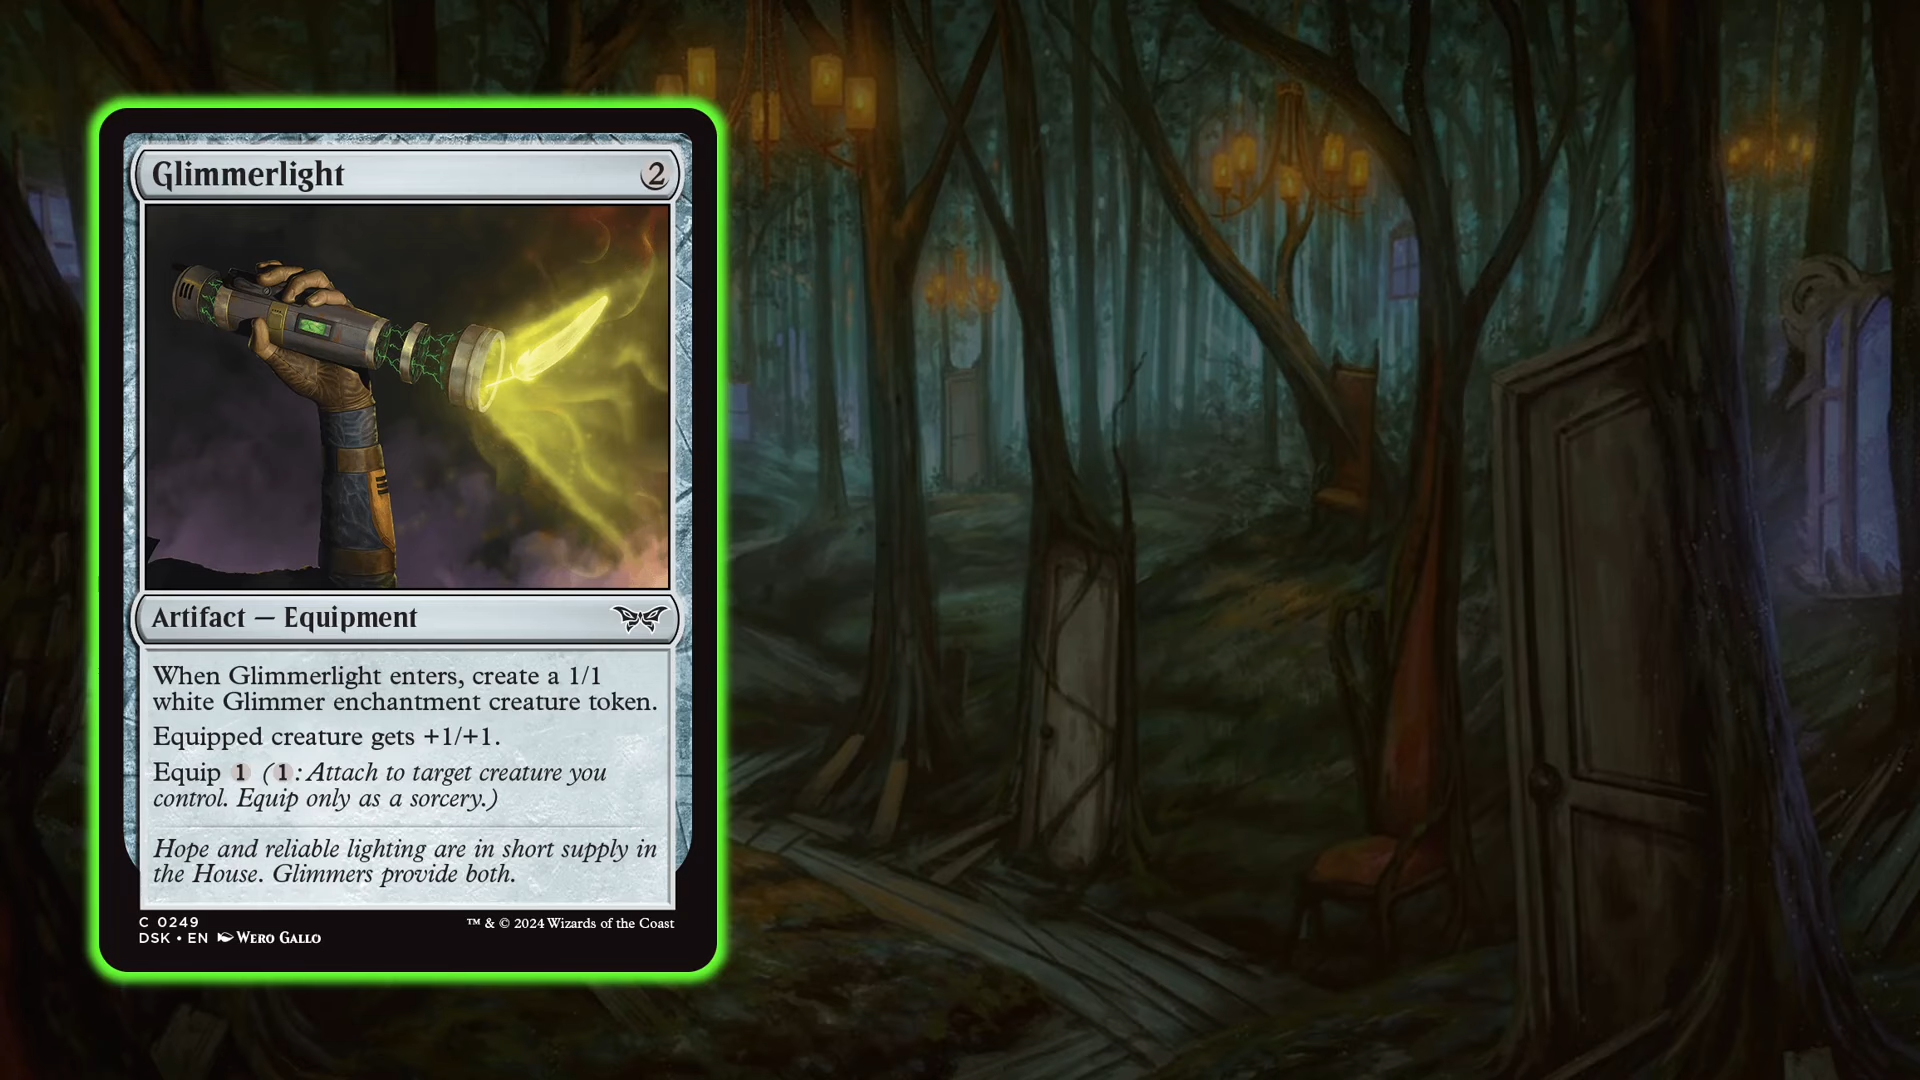 Glimmerlight 2
Artifact — Equipment
When Glimmerlight enters, create a 1/1
white Glimmer enchantment creature token.
Equipped creature gets +1/+1.
Equip 1 (1: Attach to target creature you
control. Equip only as a sorcery.)
Hope and reliable lighting are in short supply in
the House. Glimmers provide both.
C 0249
™ & © 2024 Wizards of the Coast
DSK • EN Wero Gallo